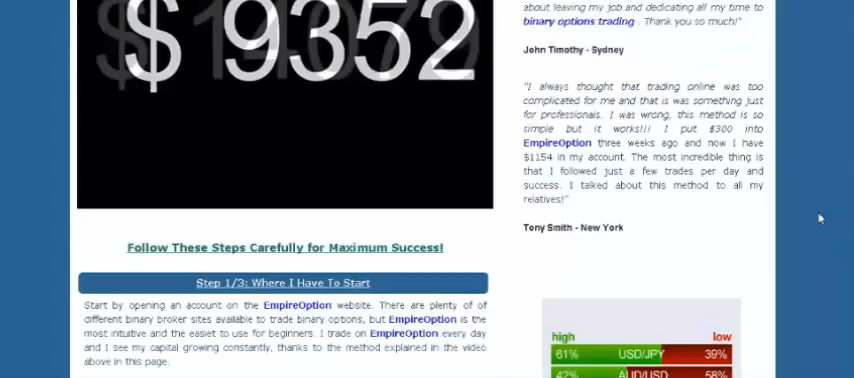 $ 9352
Follow These Steps Carefully for Maximum Success!
Step 1/3: Where I Have To Start
Start by opening an account on the EmpireOption website. There are plenty of of
different binary broker sites available to trade binary options, but EmpireOption is the
most intuitive and the easiet to use for beginners. I trade on EmpireOption every day
and I see my capital growing constantly, thanks to the method explained in the video
above in this page.
about leaving my job and dedicating all my time to
binary options trading . Thank you so much!"
John Timothy - Sydney
"I always thought that trading online was too
complicated for me and that is was something just
for professionals. I was wrong, this method is so
simple but it works!!! I put $300 into
EmpireOption three weeks ago and now I have
$1154 in my account. The most incredible thing is
that I followed just a few trades per day and
success. I talked about this method to all my
relatives!"
Tony Smith - New York
high low
61% USD/JPY 39%
42% AUD/USD 58%